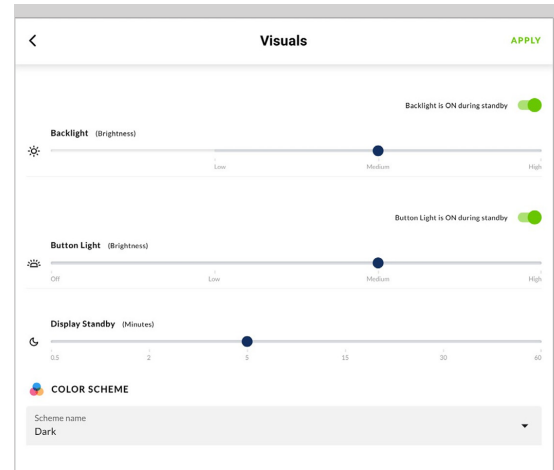 Visuals APPLY
Backlight is ON during standby
Backlight (Brightness)
Low Medium High
Button Light is ON during standby
Button Light (Brightness)
Off Low Medium High
Display Standby (Minutes)
0.5 2 5 15 30 60
COLOR SCHEME
Scheme name
Dark